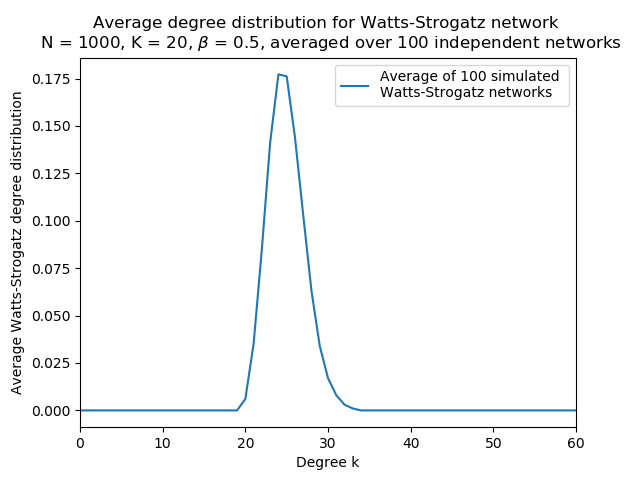 Average degree distribution for Watts-Strogatz network
N = 1000, K = 20, β = 0.5, averaged over 100 independent networks
Average of 100 simulated
Watts-Strogatz networks
Average Watts-Strogatz degree distribution
0.175
0.150
0.125
0.100
0.075
0.050
0.025
0.000
0 10 20 30 40 50 60
Degree k